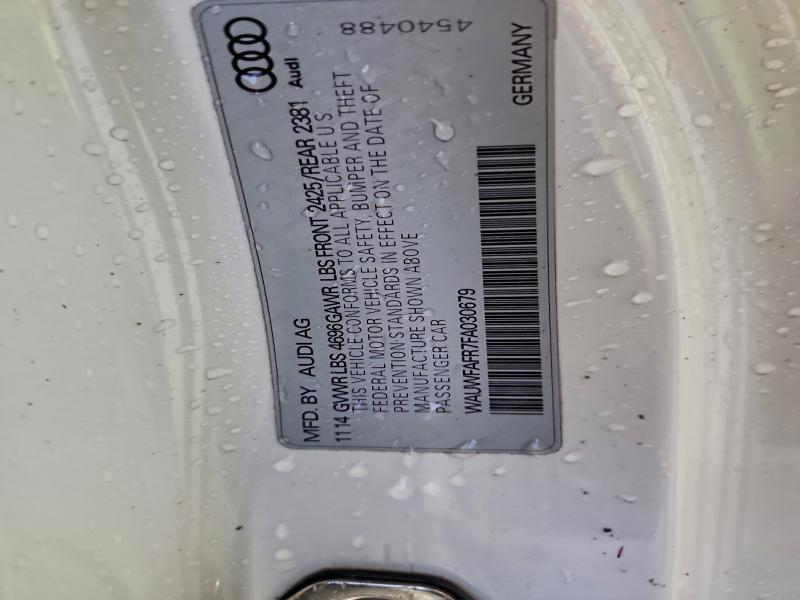 MFD. BY AUDI AG
1114 GVWR LBS 4696 GAWR LBS FRONT 2425/REAR 2381
THIS VEHICLE CONFORMS TO ALL APPLICABLE U.S.
FEDERAL MOTOR VEHICLE SAFETY, BUMPER AND THEFT
PREVENTION STANDARDS IN EFFECT ON THE DATE OF
MANUFACTURE SHOWN ABOVE
PASSENGER CAR
WAUWFAFR7FA030679
Audi
GERMANY
4540488